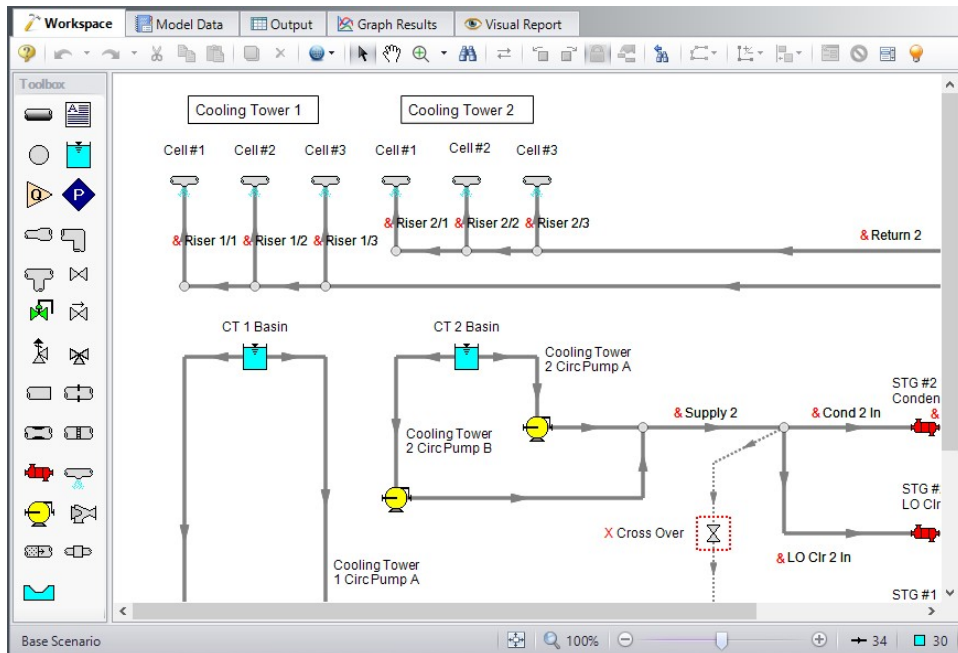 Workspace
Model Data
Output
Graph Results
Visual Report
Toolbox
A
Q
P
Cooling Tower 1
Cooling Tower 2
Cell#1
Cell#2
Cell#3
Cell#1
Cell#2
Cell#3
& Riser 2/1
& Riser 2/2
& Riser 2/3
& Return 2
& Riser 1/1
& Riser 1/2
& Riser 1/3
CT 1 Basin
CT 2 Basin
Cooling Tower
2 Circ Pump A
STG #2
Conden
&
& Supply 2
& Cond 2 In
Cooling Tower
2 Circ Pump B
STG #
LO Clr
X Cross Over
& LO Clr 2 In
Cooling Tower
1 Circ Pump A
STG #1
Base Scenario
100%
34
30